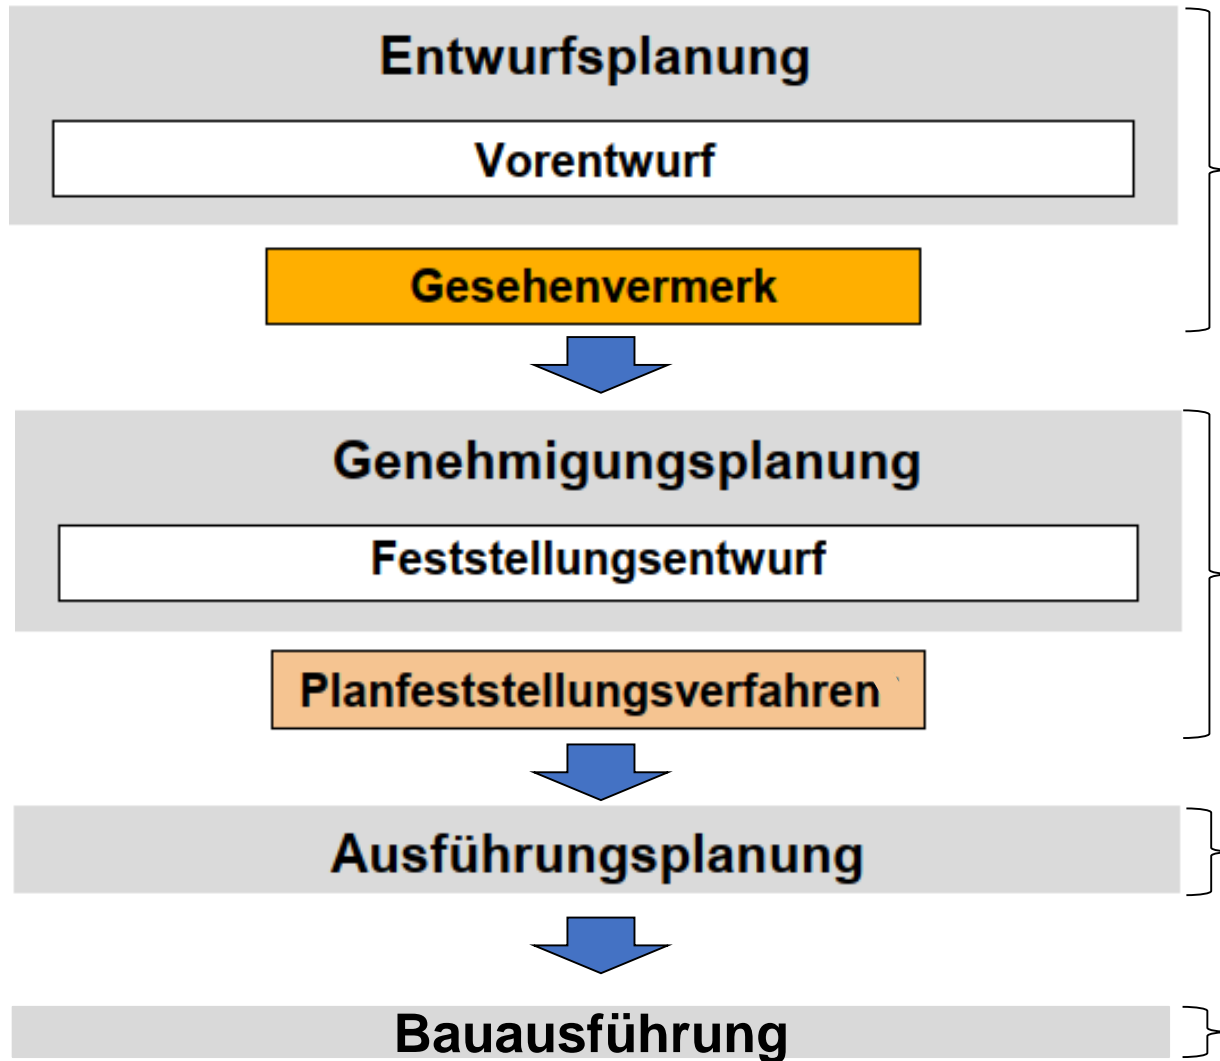 Entwurfsplanung
Vorentwurf
Gesehenvermerk
Genehmigungsplanung
Feststellungsentwurf
Planfeststellungsverfahren
Ausführungsplanung
Bauausführung